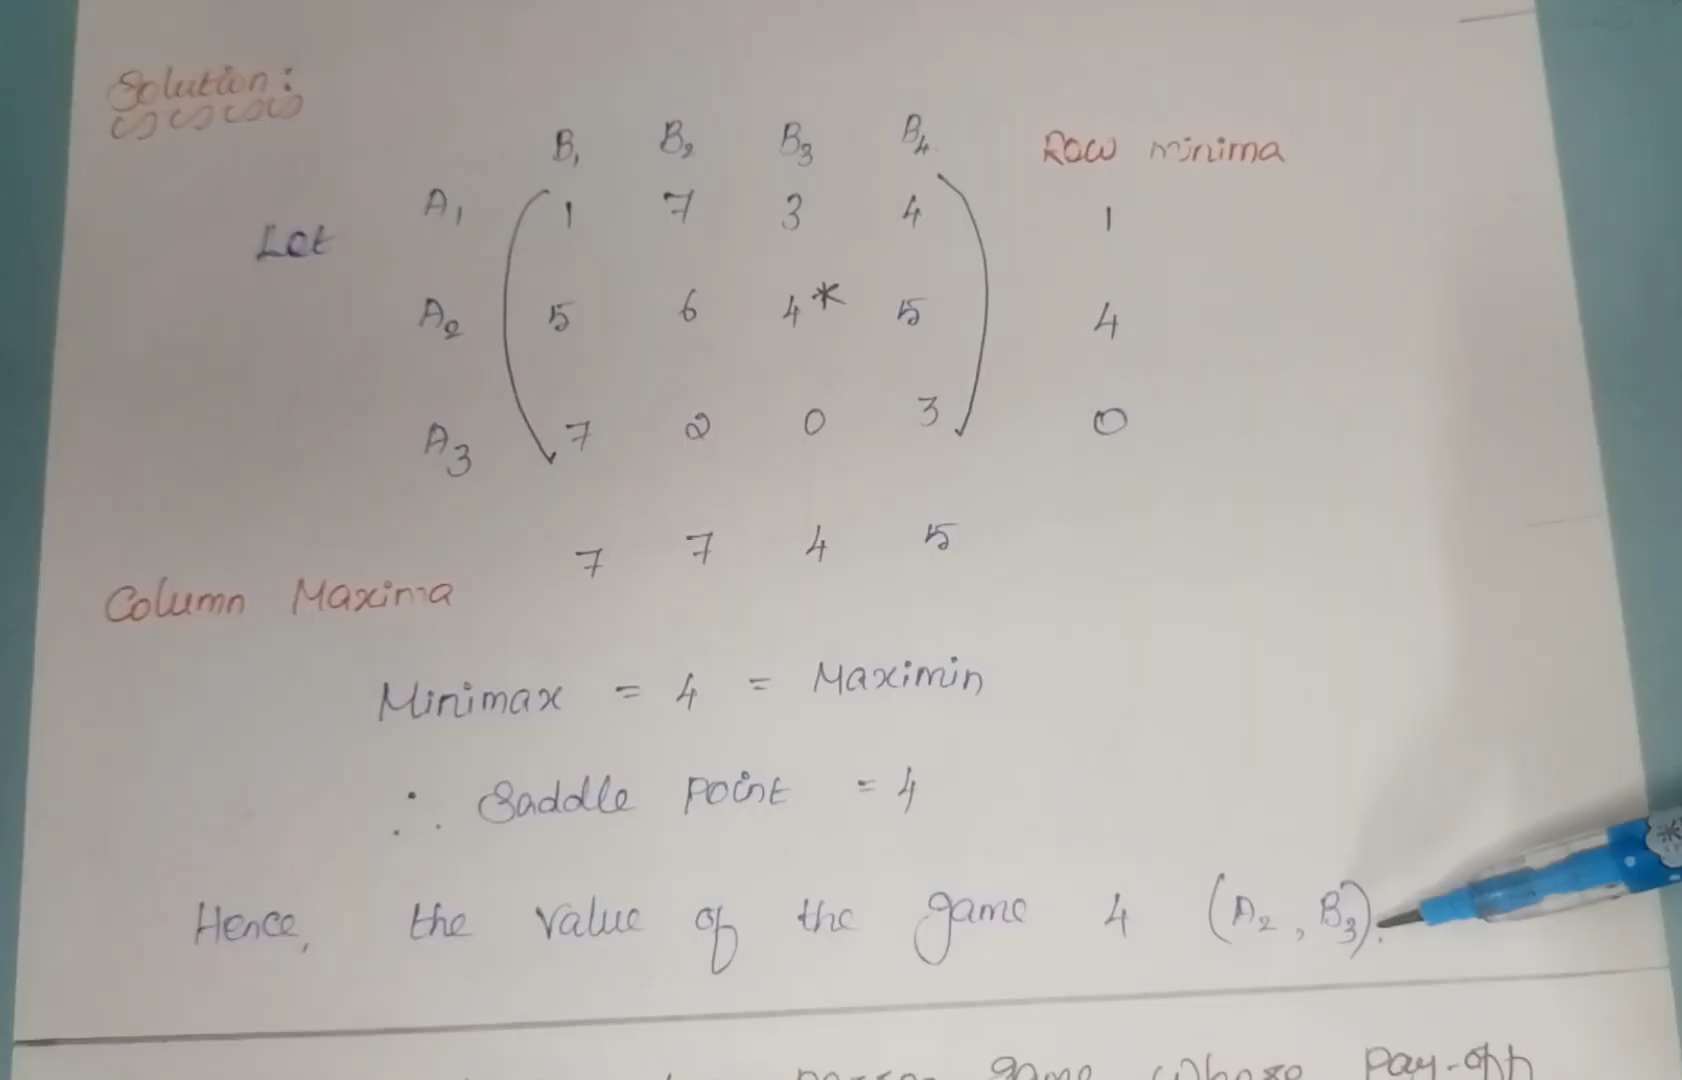 Solution:
B1 B2 B3 B4 Row minima
A1 1 7 3 4 1
Let
A2 5 6 4* 5 4
A3 7 2 0 3 0
7 7 4 5
Column Maxima
Minimax = 4 = Maximin
∴ Saddle Point = 4
Hence, the value of the game 4 (A2, B3).
game whose Pay-off